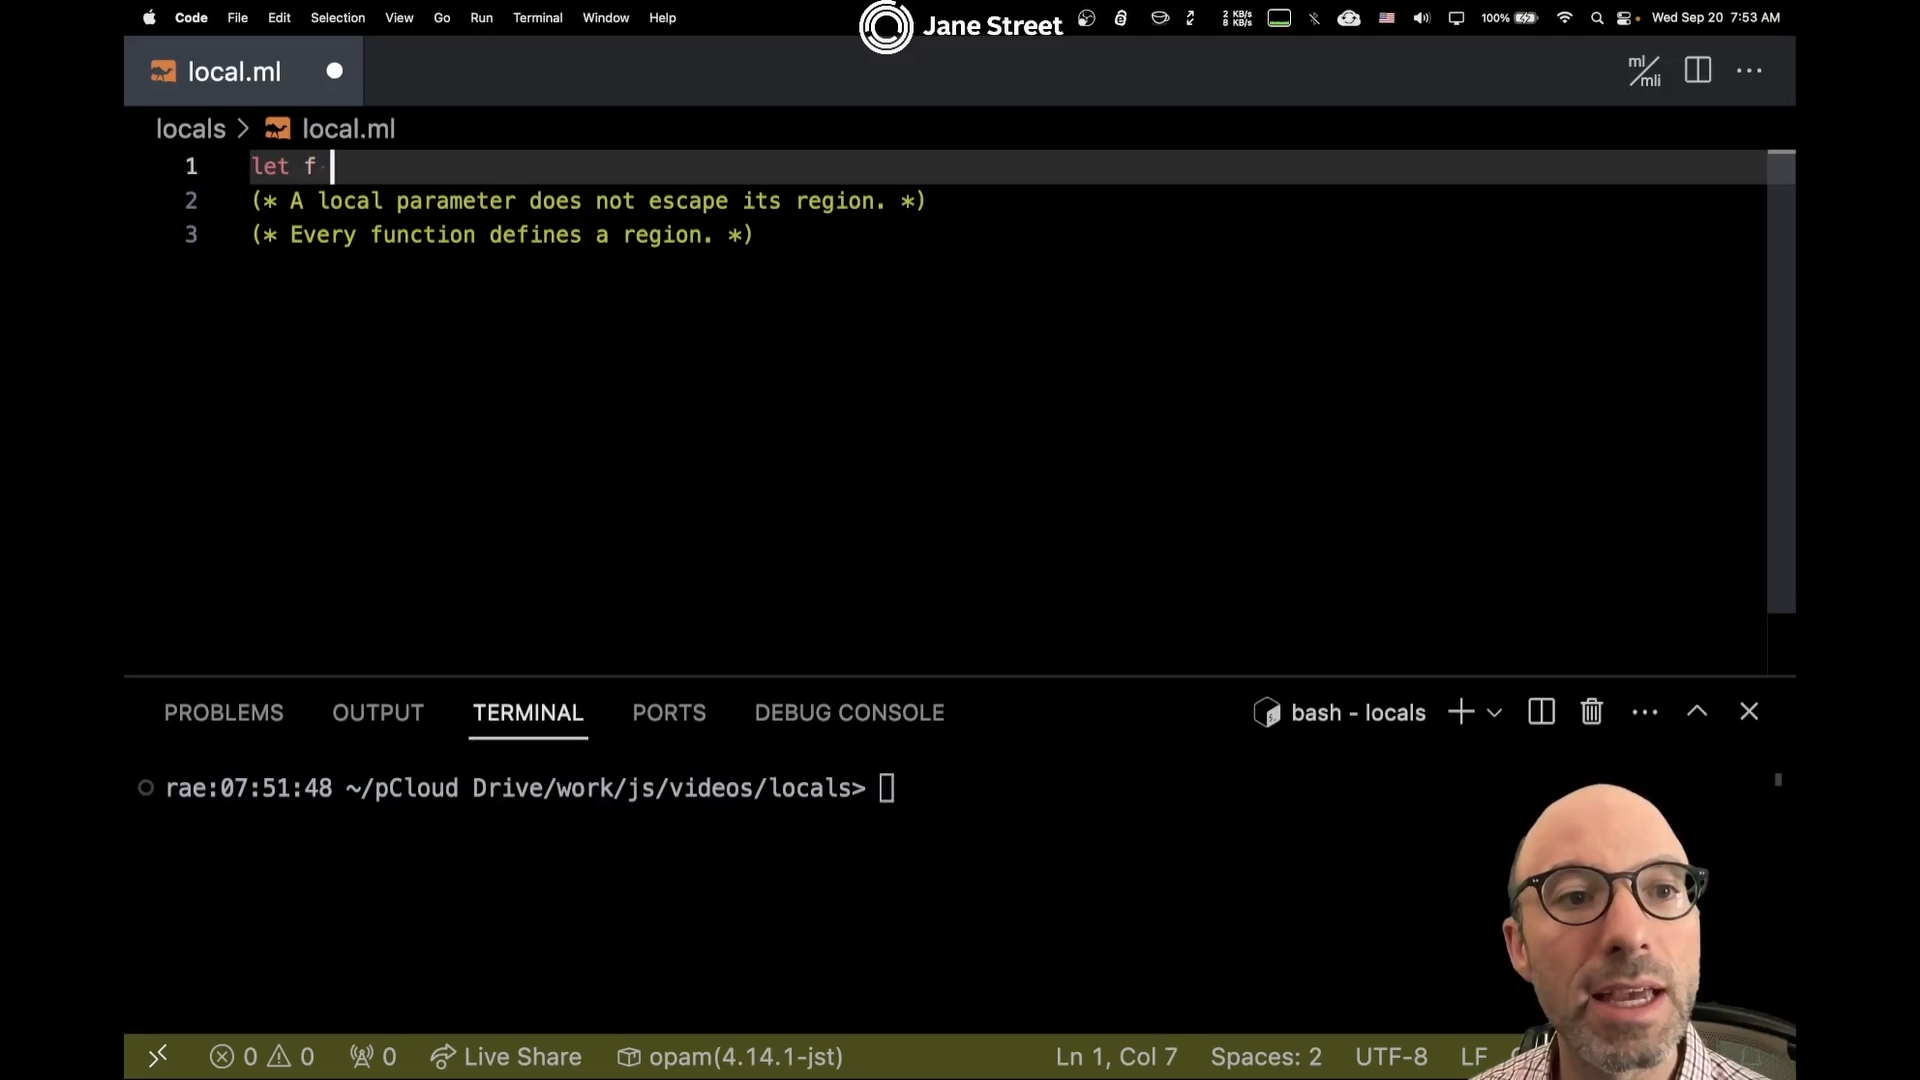 Code File Edit Selection View Go Run Terminal Window Help
Jane Street
2 KB/s
8 KB/s
100%
Wed Sep 20 7:53 AM
local.ml
ml/mli
locals > local.ml
1 let f
2 (* A local parameter does not escape its region. *)
3 (* Every function defines a region. *)
PROBLEMS OUTPUT TERMINAL PORTS DEBUG CONSOLE
bash - locals
rae:07:51:48 ~/pCloud Drive/work/js/videos/locals>
0 0 0 Live Share opam(4.14.1-jst) Ln 1, Col 7 Spaces: 2 UTF-8 LF